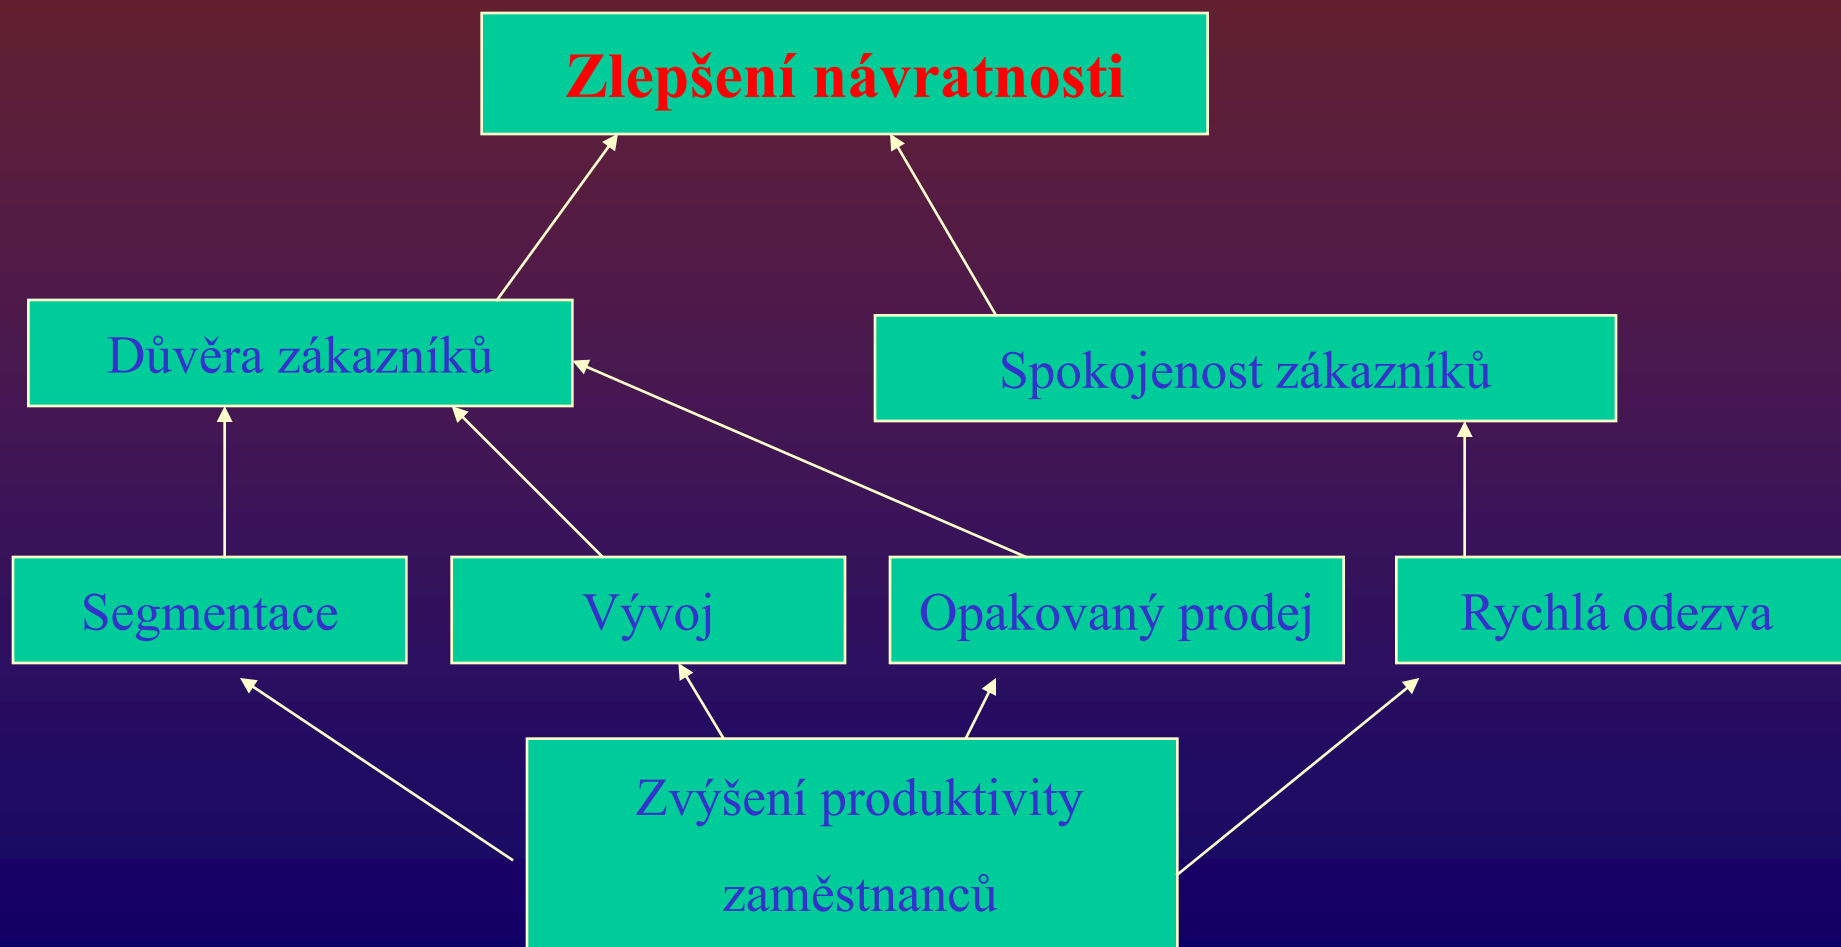 Zlepšení návratnosti
Důvěra zákazníků
Spokojenost zákazníků
Segmentace
Vývoj
Opakovaný prodej
Rychlá odezva
Zvýšení produktivity
zaměstnanců